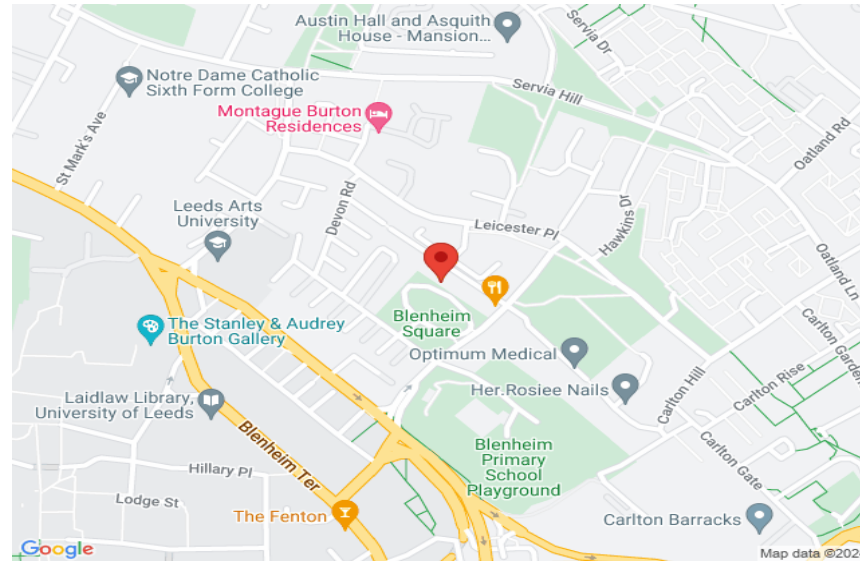 Austin Hall and Asquith
House - Mansion...
Servia Dr
Notre Dame Catholic
Sixth Form College
Servia Hill
Montague Burton
Residences
St Mark's Ave
Oatland Rd
Leeds Arts
University
Devon Rd
Leicester Pl
Hawkins Dr
Oatland Ln
Blenheim
Square
The Stanley & Audrey
Burton Gallery
Optimum Medical
Carlton Garden
Carlton Hill
Carlton Rise
Her.Rosiee Nails
Laidlaw Library,
University of Leeds
Blenheim Ter
Blenheim
Primary
School
Playground
Carlton Gate
Hillary Pl
Lodge St
The Fenton
Carlton Barracks
Google
Map data ©202